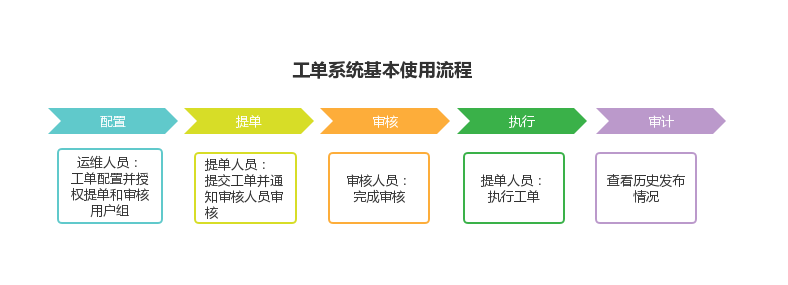 工单系统基本使用流程
配置
提单
审核
执行
审计
运维人员：
工单配置并授
权提单和审核
用户组
提单人员：
提交工单并通
知审核人员审
核
审核人员：
完成审核
提单人员：
执行工单
查看历史发布
情况